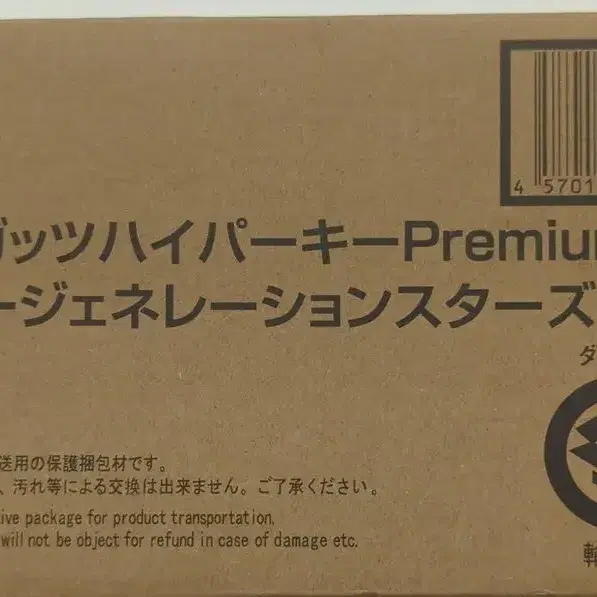 4 5701
ガッツハイパーキーPremium
ージェネレーションスターズ
ダ
送用の保護梱包材です。
、汚れ等による交換は出来ません。ご了承ください。
ive package for product transportation.
will not be object for refund in case of damage etc.
輸